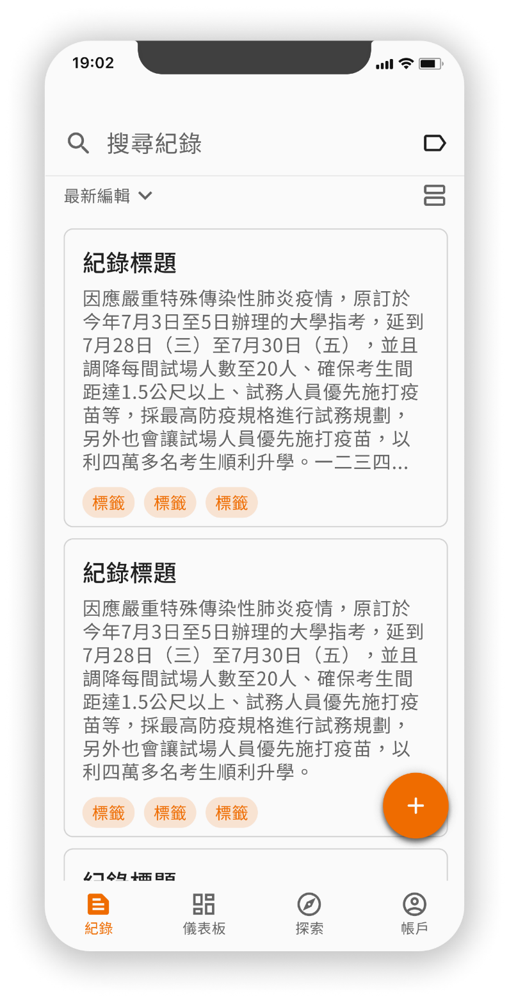 19:02
搜尋紀錄
最新編輯
紀錄標題
因應嚴重特殊傳染性肺炎疫情，原訂於
今年7月3日至5日辦理的大學指考，延到
7月28日（三）至7月30日（五），並且
調降每間試場人數至20人、確保考生間
距達1.5公尺以上、試務人員優先施打疫
苗等，採最高防疫規格進行試務規劃，
另外也會讓試場人員優先施打疫苗，以
利四萬多名考生順利升學。一二三四...
標籤 標籤 標籤
紀錄標題
因應嚴重特殊傳染性肺炎疫情，原訂於
今年7月3日至5日辦理的大學指考，延到
7月28日（三）至7月30日（五），並且
調降每間試場人數至20人、確保考生間
距達1.5公尺以上、試務人員優先施打疫
苗等，採最高防疫規格進行試務規劃，
另外也會讓試場人員優先施打疫苗，以
利四萬多名考生順利升學。
標籤 標籤 標籤
紀錄標題
紀錄 儀表板 探索 帳戶